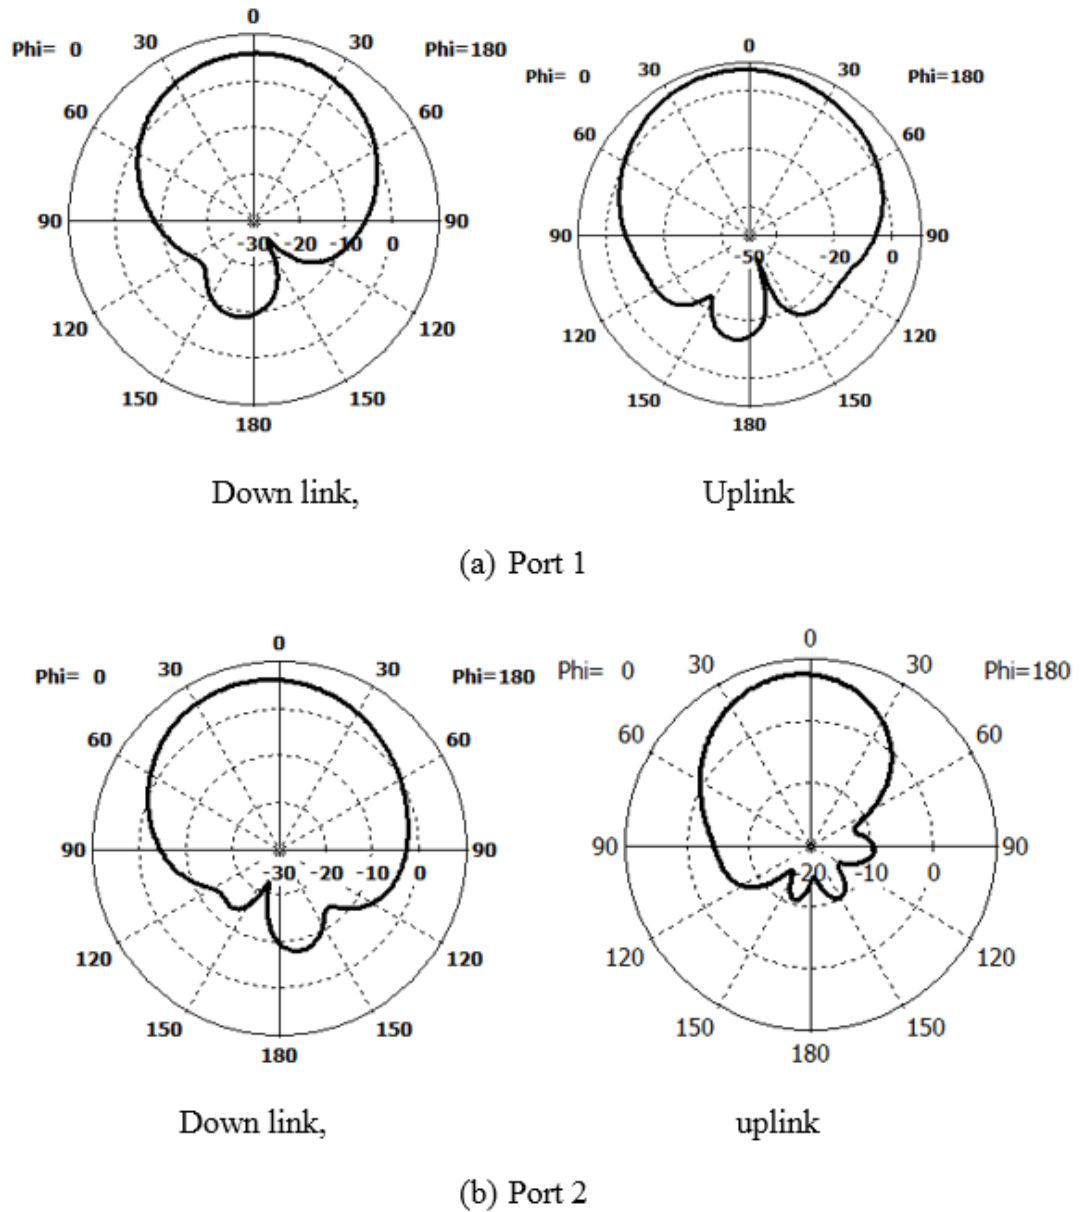 0 0
Phi= 0 30 30 Phi=180 Phi= 0 30 30 Phi=180
60 60 60 60
90 -30 -20 -10 0 90 90 -50 -20 0 90
120 120 120 120
150 150 150 150
180 180
Down link, Uplink
(a) Port 1
0 0
Phi= 0 30 30 Phi=180 Phi= 0 30 30 Phi=180
60 60 60 60
90 -30 -20 -10 0 90 90 -20 -10 0 90
120 120 120 120
150 150 150 150
180 180
Down link, uplink
(b) Port 2